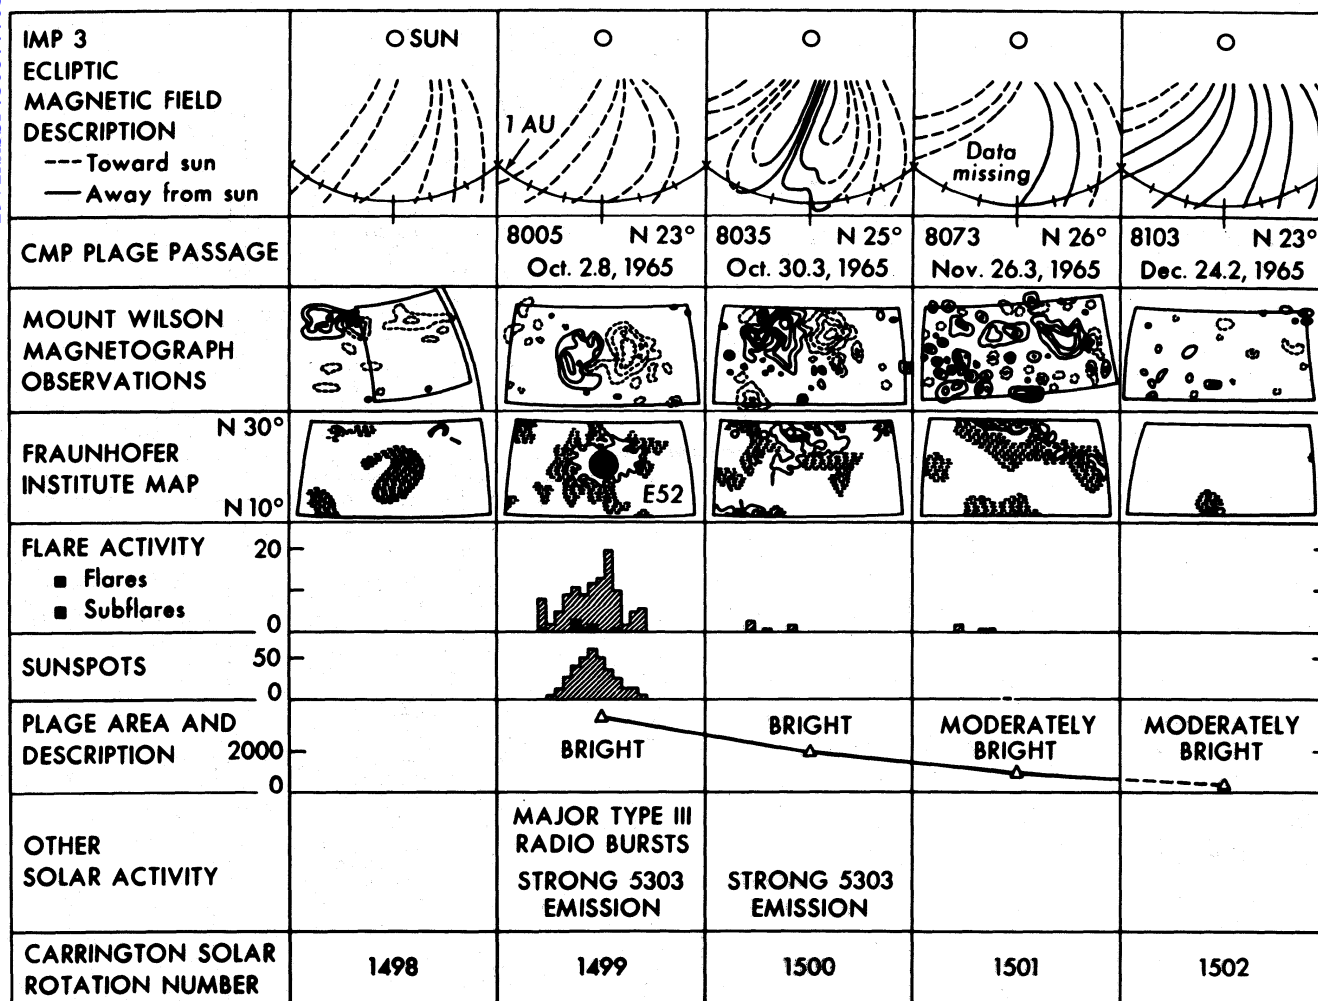 IMP 3
ECLIPTIC
MAGNETIC FIELD
DESCRIPTION
--- Toward sun
— Away from sun
SUN
1 AU
Data
missing
CMP PLAGE PASSAGE
8005 N 23°
Oct. 2.8, 1965
8035 N 25°
Oct. 30.3, 1965
8073 N 26°
Nov. 26.3, 1965
8103 N 23°
Dec. 24.2, 1965
MOUNT WILSON
MAGNETOGRAPH
OBSERVATIONS
N 30°
FRAUNHOFER
INSTITUTE MAP
N 10°
E52
FLARE ACTIVITY 20
■ Flares
■ Subflares
0
SUNSPOTS 50
0
PLAGE AREA AND
DESCRIPTION 2000
0
BRIGHT
BRIGHT
MODERATELY
BRIGHT
MODERATELY
BRIGHT
OTHER
SOLAR ACTIVITY
MAJOR TYPE III
RADIO BURSTS
STRONG 5303
EMISSION
STRONG 5303
EMISSION
CARRINGTON SOLAR
ROTATION NUMBER
1498 1499 1500 1501 1502